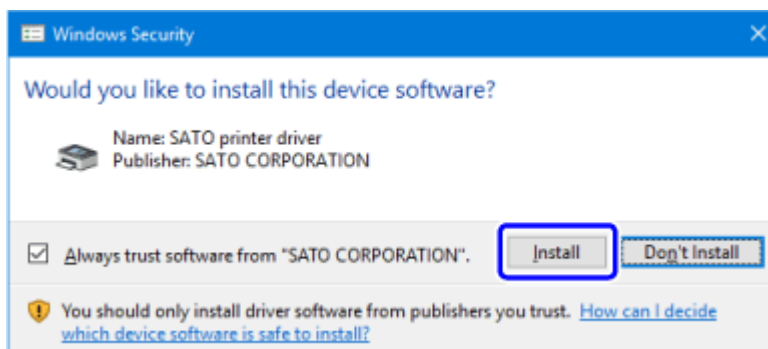 Windows Security
Would you like to install this device software?
Name: SATO printer driver
Publisher: SATO CORPORATION
Always trust software from "SATO CORPORATION".
Install
Don't Install
You should only install driver software from publishers you trust. How can I decide
which device software is safe to install?